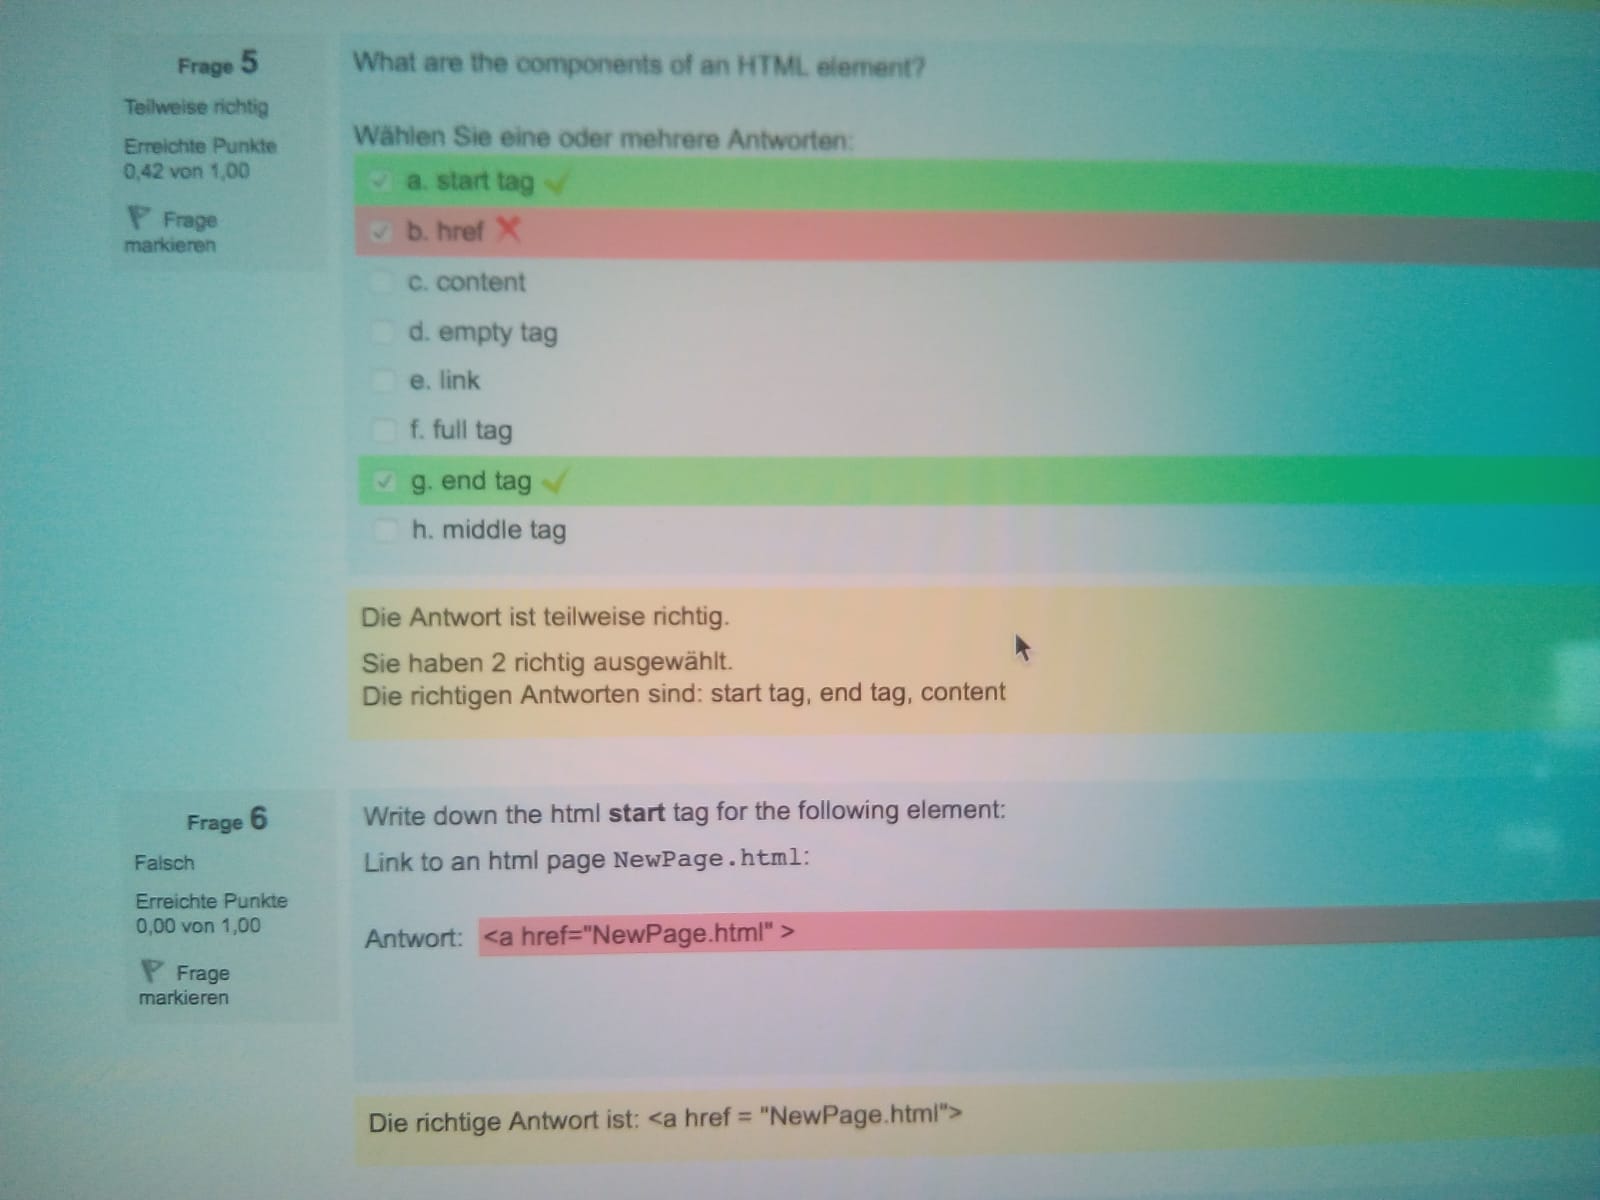 Frage 5
Teilweise richtig
Erreichte Punkte
0,42 von 1,00
Frage
markieren
What are the components of an HTML element?
Wählen Sie eine oder mehrere Antworten:
a. start tag
b. href
c. content
d. empty tag
e. link
f. full tag
g. end tag
h. middle tag
Die Antwort ist teilweise richtig.
Sie haben 2 richtig ausgewählt.
Die richtigen Antworten sind: start tag, end tag, content
Frage 6
Falsch
Erreichte Punkte
0,00 von 1,00
Frage
markieren
Write down the html start tag for the following element:
Link to an html page NewPage.html:
Antwort: <a href="NewPage.html" >
Die richtige Antwort ist: <a href = "NewPage.html">